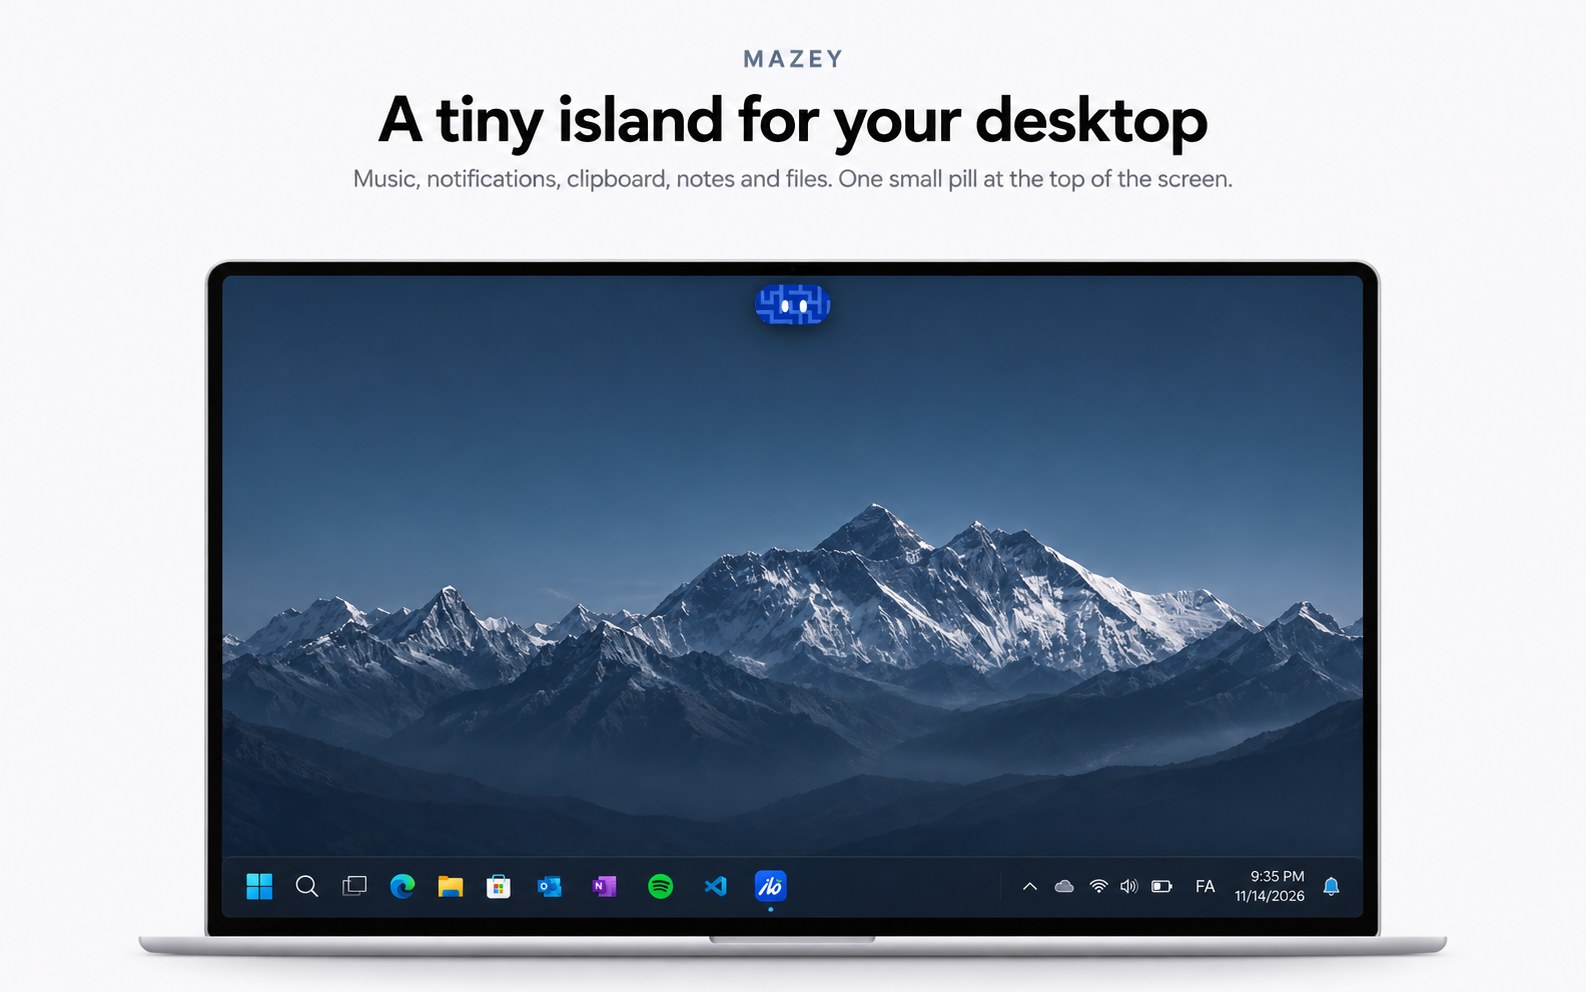 MAZEY
A tiny island for your desktop
Music, notifications, clipboard, notes and files. One small pill at the top of the screen.
N
FA
9:35 PM
11/14/2026